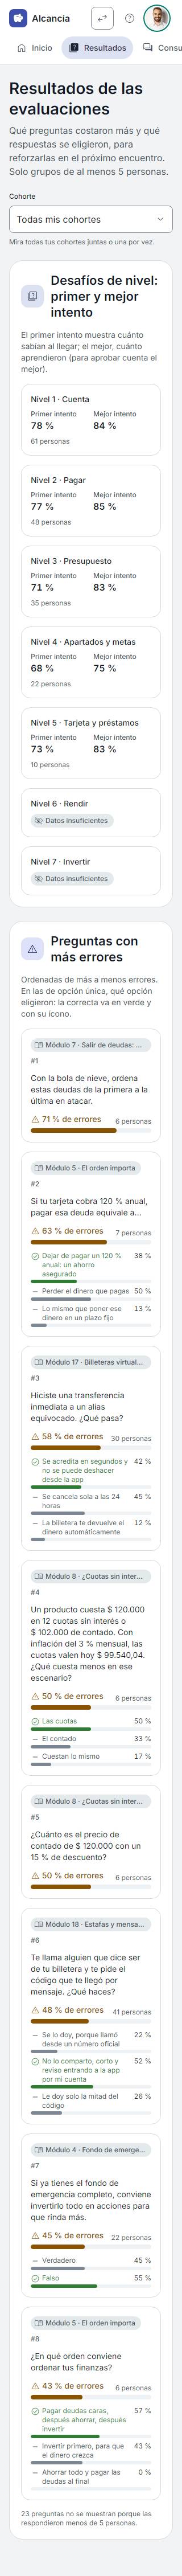 Alcancía
Inicio
Resultados
Consu
Resultados de las
evaluaciones
Qué preguntas costaron más y qué
respuestas se eligieron, para
reforzarlas en el próximo encuentro.
Solo grupos de al menos 5 personas.
Cohorte
Todas mis cohortes
Mira todas tus cohortes juntas o una por vez.
Desafíos de nivel:
primer y mejor
intento
El primer intento muestra cuánto
sabían al llegar; el mejor, cuánto
aprendieron (para aprobar cuenta el
mejor).
Nivel 1 · Cuenta
Primer intento Mejor intento
78 % 84 %
61 personas
Nivel 2 · Pagar
Primer intento Mejor intento
77 % 85 %
48 personas
Nivel 3 · Presupuesto
Primer intento Mejor intento
71 % 83 %
35 personas
Nivel 4 · Apartados y metas
Primer intento Mejor intento
68 % 75 %
22 personas
Nivel 5 · Tarjeta y préstamos
Primer intento Mejor intento
73 % 83 %
10 personas
Nivel 6 · Rendir
Datos insuficientes
Nivel 7 · Invertir
Datos insuficientes
Preguntas con
más errores
Ordenadas de más a menos errores.
En las de opción única, qué opción
eligieron: la correcta va en verde y
con su ícono.
Módulo 7 · Salir de deudas: ...
#1
Con la bola de nieve, ordena
estas deudas de la primera a la
última en atacar.
71 % de errores 6 personas
Módulo 5 · El orden importa
#2
Si tu tarjeta cobra 120 % anual,
pagar esa deuda equivale a...
63 % de errores 7 personas
Dejar de pagar un 120 % 38 %
anual: un ahorro
asegurado
Perder el dinero que pagas 50 %
Lo mismo que poner ese 13 %
dinero en un plazo fijo
Módulo 17 · Billeteras virtual...
#3
Hiciste una transferencia
inmediata a un alias
equivocado. ¿Qué pasa?
58 % de errores 30 personas
Se acredita en segundos y 42 %
no se puede deshacer
desde la app
Se cancela sola a las 24 45 %
horas
La billetera te devuelve el 12 %
dinero automáticamente
Módulo 8 · ¿Cuotas sin inter...
#4
Un producto cuesta $ 120.000
en 12 cuotas sin interés o
$ 102.000 de contado. Con
inflación del 3 % mensual, las
cuotas valen hoy $ 99.540,04.
¿Qué cuesta menos en ese
escenario?
50 % de errores 6 personas
Las cuotas 50 %
El contado 33 %
Cuestan lo mismo 17 %
Módulo 8 · ¿Cuotas sin inter...
#5
¿Cuánto es el precio de
contado de $ 120.000 con un
15 % de descuento?
50 % de errores 6 personas
Módulo 18 · Estafas y mensa...
#6
Te llama alguien que dice ser
de tu billetera y te pide el
código que te llegó por
mensaje. ¿Qué haces?
48 % de errores 41 personas
Se lo doy, porque llamó 22 %
desde un número oficial
No lo comparto, corto y 52 %
reviso entrando a la app
por mi cuenta
Le doy solo la mitad del 26 %
código
Módulo 4 · Fondo de emerge...
#7
Si ya tienes el fondo de
emergencia completo, conviene
invertirlo todo en acciones para
que rinda más.
45 % de errores 22 personas
Verdadero 45 %
Falso 55 %
Módulo 5 · El orden importa
#8
¿En qué orden conviene
ordenar tus finanzas?
43 % de errores 6 personas
Pagar deudas caras, 57 %
después ahorrar, después
invertir
Invertir primero, para que 43 %
el dinero crezca
Ahorrar todo y pagar las 0 %
deudas al final
23 preguntas no se muestran porque las
respondieron menos de 5 personas.